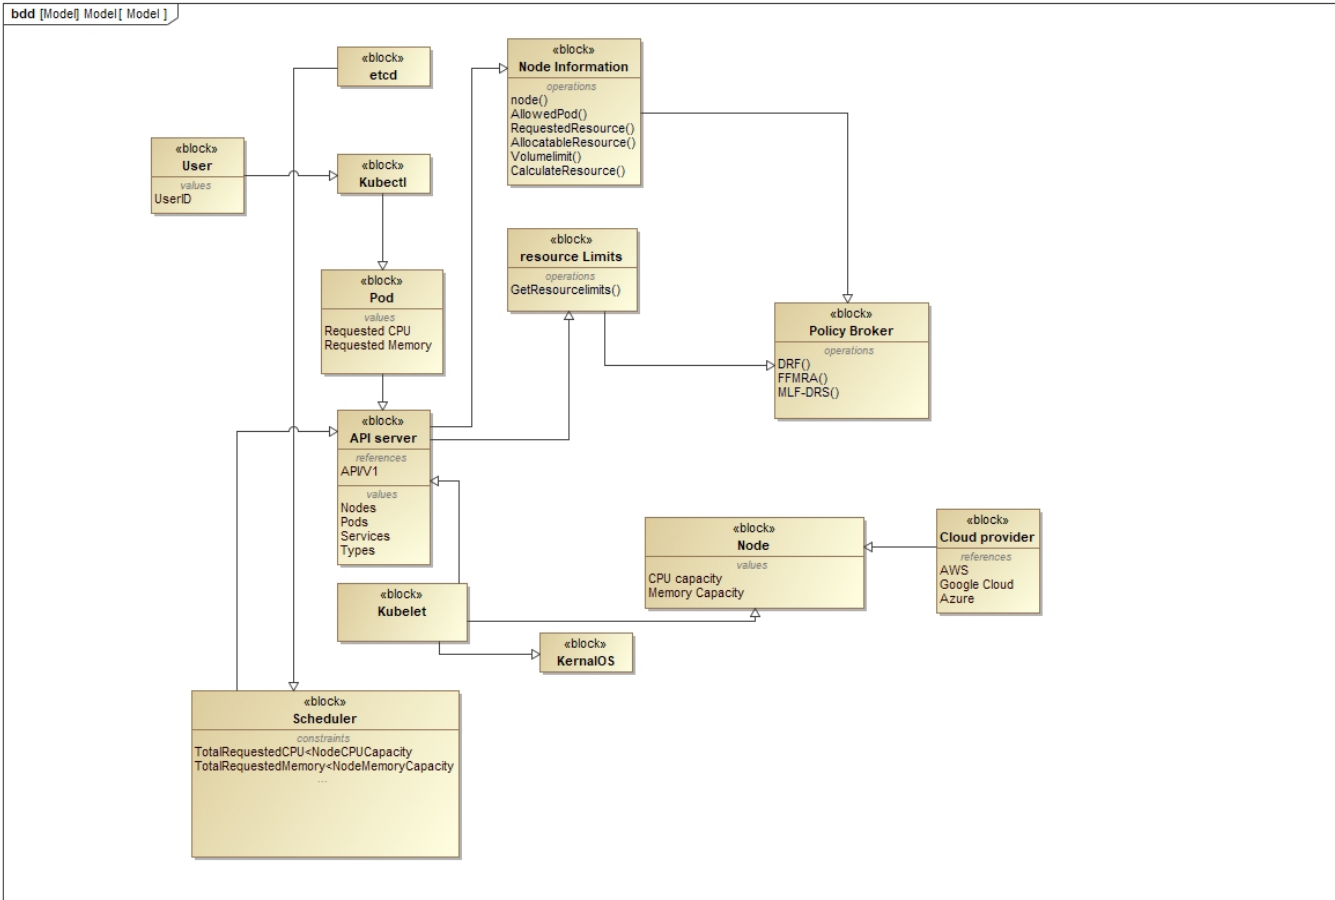 bdd [Model] Model [ Model ]
«block»
etcd
«block»
Node Information
operations
node()
AllowedPod()
RequestedResource()
AllocatableResource()
Volumelimit()
CalculateResource()
«block»
User
values
UserID
«block»
Kubectl
«block»
resource Limits
operations
GetResourcelimits()
«block»
Pod
values
Requested CPU
Requested Memory
«block»
Policy Broker
operations
DRF()
FFMRA()
MLF-DRS()
«block»
API server
references
API/V1
values
Nodes
Pods
Services
Types
«block»
Node
values
CPU capacity
Memory Capacity
«block»
Cloud provider
references
AWS
Google Cloud
Azure
«block»
Kubelet
«block»
KernalOS
«block»
Scheduler
constraints
TotalRequestedCPU<NodeCPUCapacity
TotalRequestedMemory<NodeMemoryCapacity
...